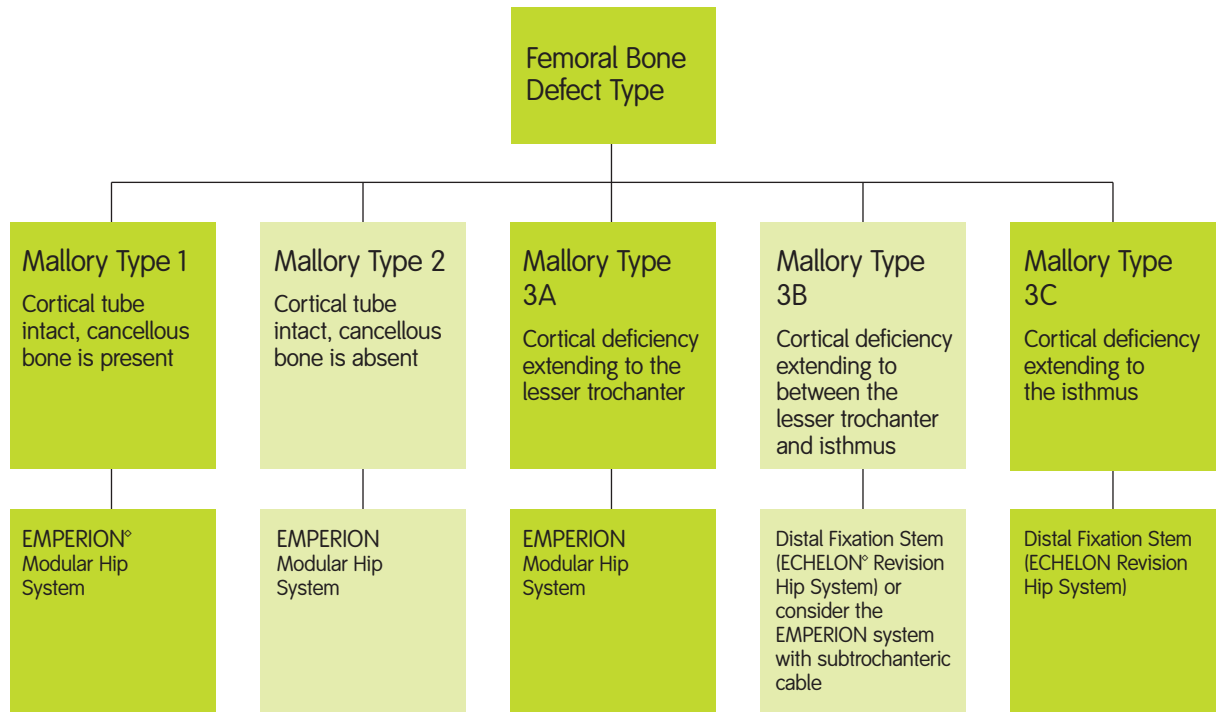 Femoral Bone
Defect Type
Mallory Type 1
Cortical tube
intact, cancellous
bone is present
Mallory Type 2
Cortical tube
intact, cancellous
bone is absent
Mallory Type
3A
Cortical deficiency
extending to the
lesser trochanter
Mallory Type
3B
Cortical deficiency
extending to
between the
lesser trochanter
and isthmus
Mallory Type
3C
Cortical deficiency
extending to
the isthmus
EMPERION◊
Modular Hip
System
EMPERION
Modular Hip
System
EMPERION
Modular Hip
System
Distal Fixation Stem
(ECHELON◊ Revision
Hip System) or
consider the
EMPERION system
with subtrochanteric
cable
Distal Fixation Stem
(ECHELON Revision
Hip System)